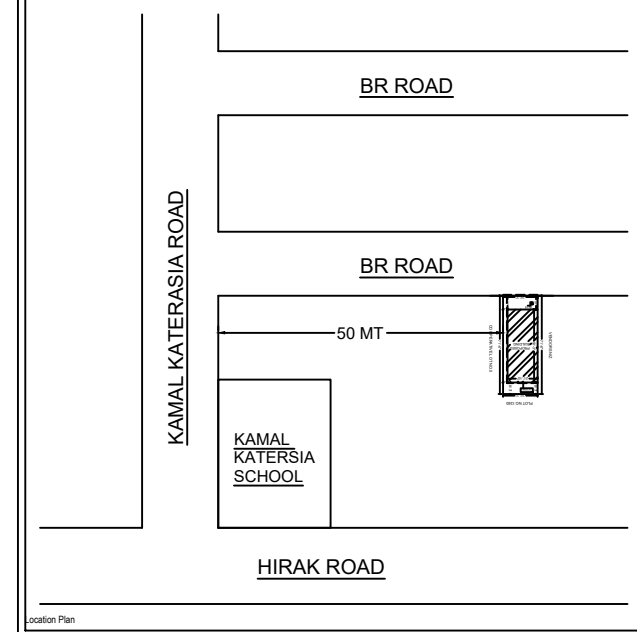 BR ROAD
KAMAL KATERASIA ROAD
BR ROAD
50 MT
KAMAL
KATERSIA
SCHOOL
HIRAK ROAD
Location Plan